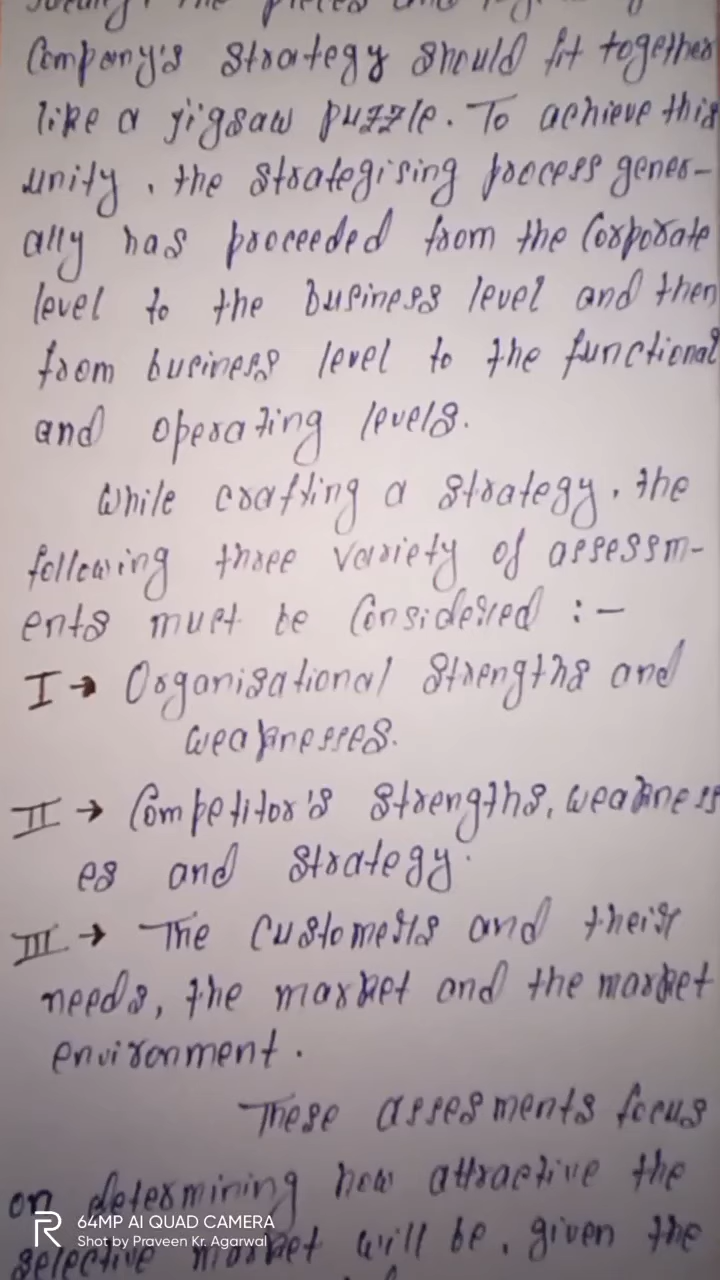 Company's strategy should fit together
like a jigsaw puzzle. To achieve this
unity, the strategising process gener-
ally has proceeded from the Corporate
level to the business level and then
from business level to the functional
and operating levels.
While crafting a strategy, the
following three variety of assessm-
ents must be Considered :-
I → Organisational Strengths and
weaknesses.
II → Competitor's strengths, weakness
es and strategy.
III → The Customers and their
needs, the market and the market
environment.
These assesments focus
on determining how attractive the
selective market will be, given the
64MP AI QUAD CAMERA
Shot by Praveen Kr. Agarwal